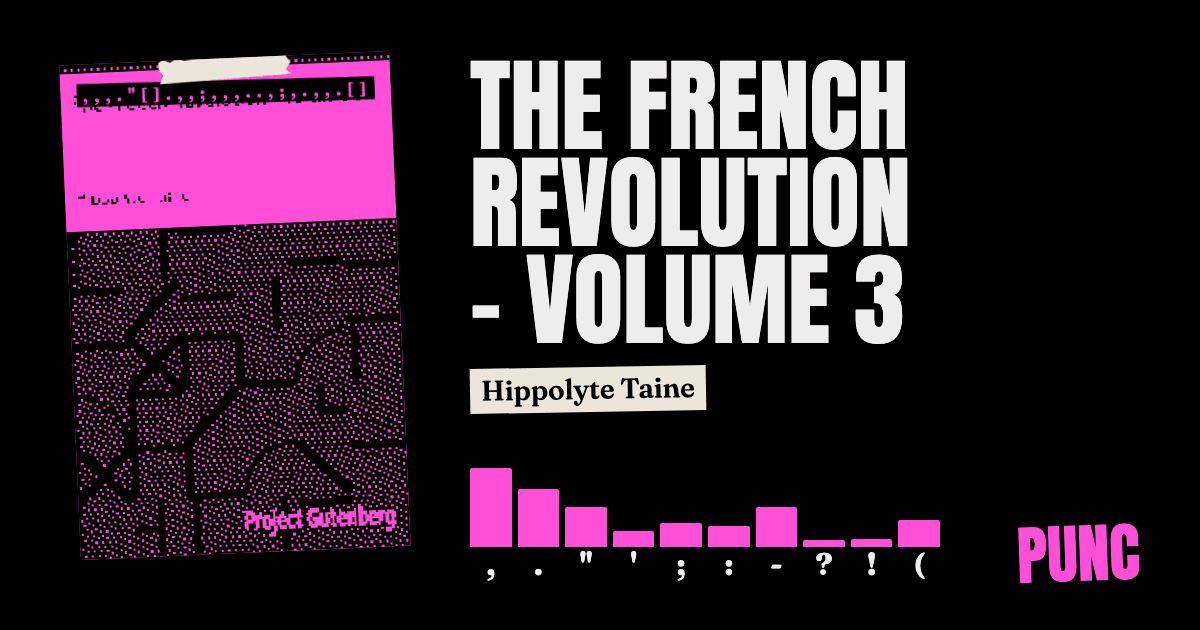 ,,,."[].,,;,,,..,;.,,.[]
Project Gutenberg
THE FRENCH
REVOLUTION
- VOLUME 3
Hippolyte Taine
, . " ' ; : - ? ! (
PUNC